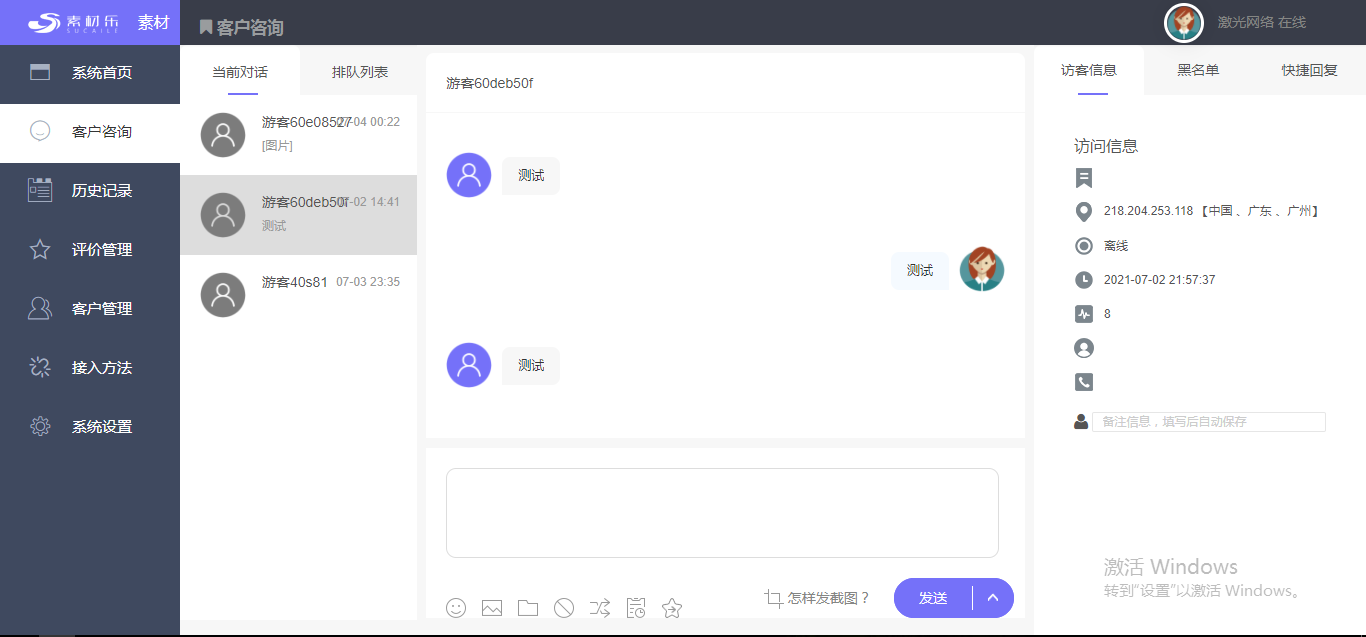 素材乐 素材
SUCAILE
客户咨询
激光网络 在线
系统首页
客户咨询
历史记录
评价管理
客户管理
接入方法
系统设置
当前对话 排队列表
游客60e08527 07-04 00:22
[图片]
游客60deb50f 07-02 14:41
测试
游客40s81 07-03 23:35
游客60deb50f
测试
测试
测试
怎样发截图？
发送
访客信息 黑名单 快捷回复
访问信息
218.204.253.118 【中国 、广东 、广州】
离线
2021-07-02 21:57:37
8
备注信息，填写后自动保存
激活 Windows
转到"设置"以激活 Windows。